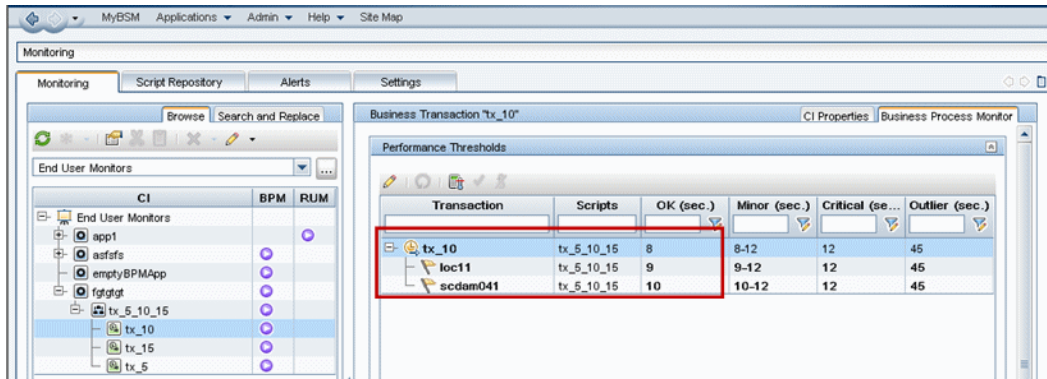 MyBSM Applications Admin Help Site Map
Monitoring
Monitoring Script Repository Alerts Settings
Browse Search and Replace
End User Monitors ...
CI BPM RUM
End User Monitors
app1
asfsfs
emptyBPMApp
fgtgtgt
tx_5_10_15
tx_10
tx_15
tx_5
Business Transaction "tx_10" CI Properties Business Process Monitor
Performance Thresholds
Transaction Scripts OK (sec.) Minor (sec.) Critical (se... Outlier (sec.)
tx_10 tx_5_10_15 8 8-12 12 45
loc11 tx_5_10_15 9 9-12 12 45
scdam041 tx_5_10_15 10 10-12 12 45